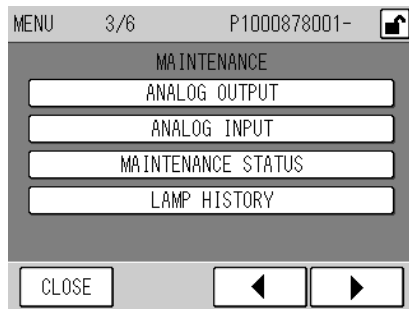 MENU 3/6 P1000878001-
MAINTENANCE
ANALOG OUTPUT
ANALOG INPUT
MAINTENANCE STATUS
LAMP HISTORY
CLOSE